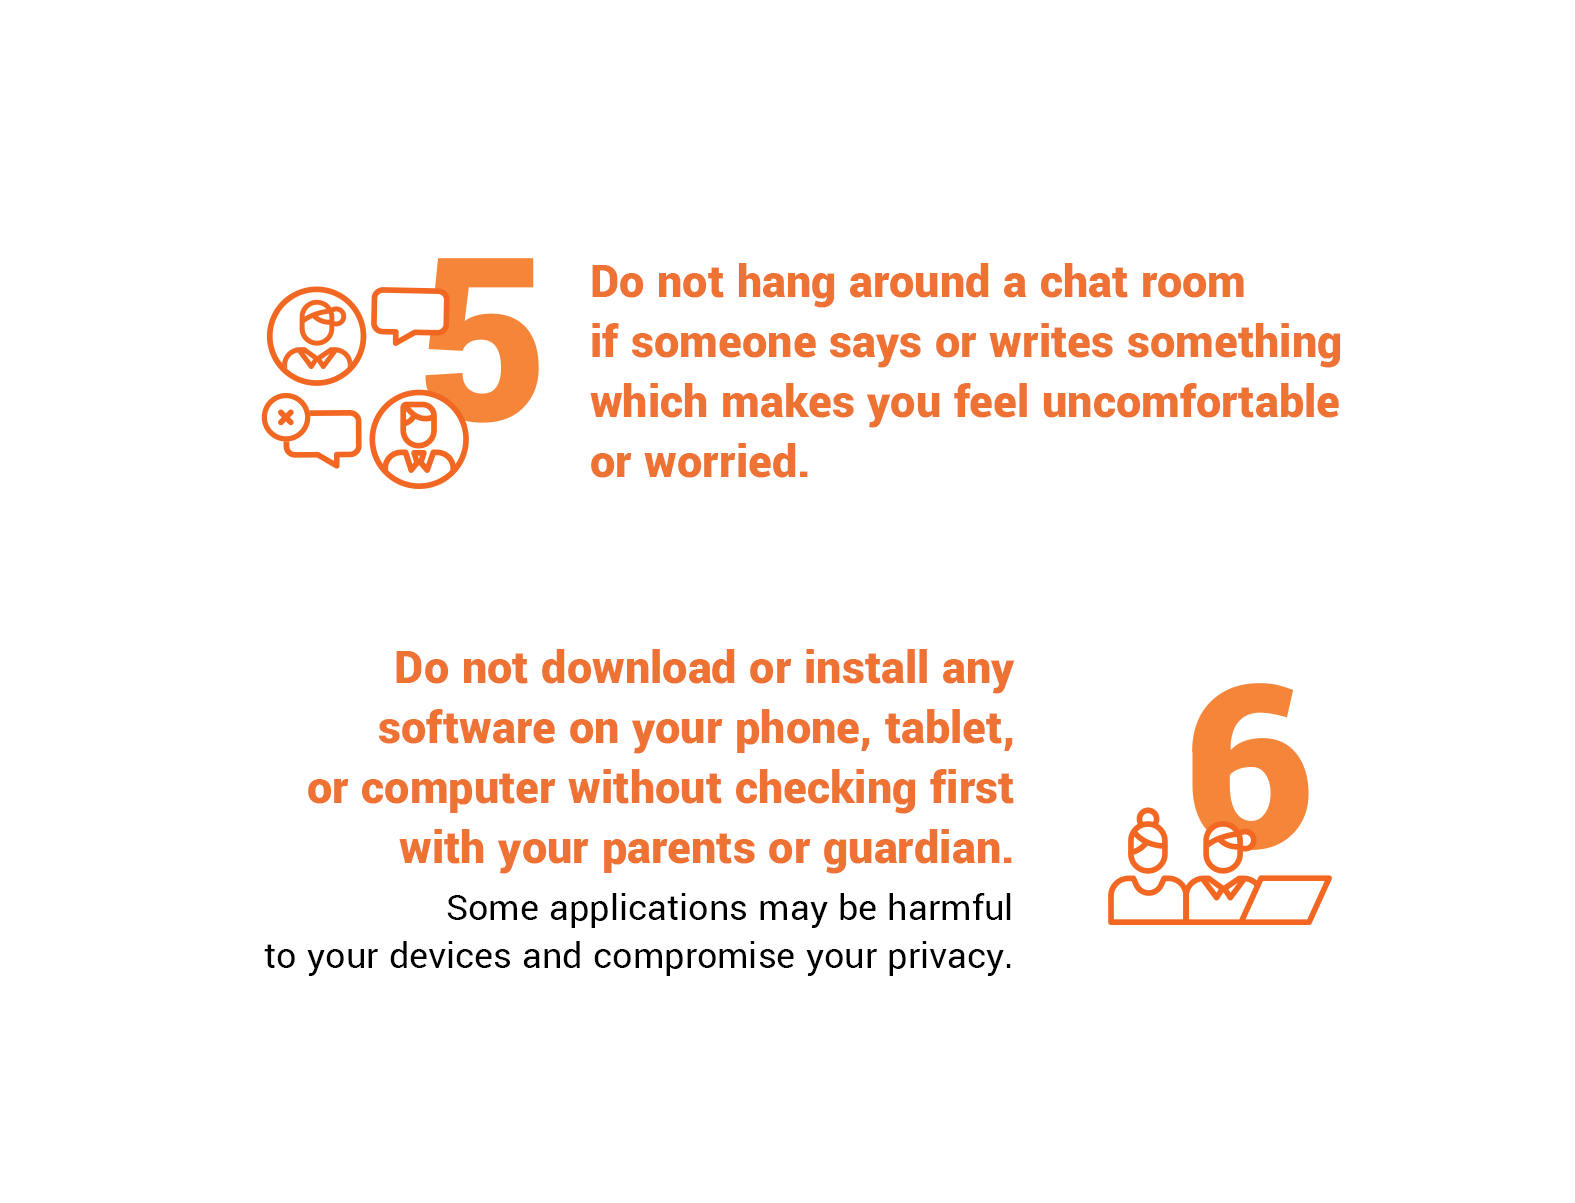 5
Do not hang around a chat room
if someone says or writes something
which makes you feel uncomfortable
or worried.
Do not download or install any
software on your phone, tablet,
or computer without checking first
with your parents or guardian.
Some applications may be harmful
to your devices and compromise your privacy.
6